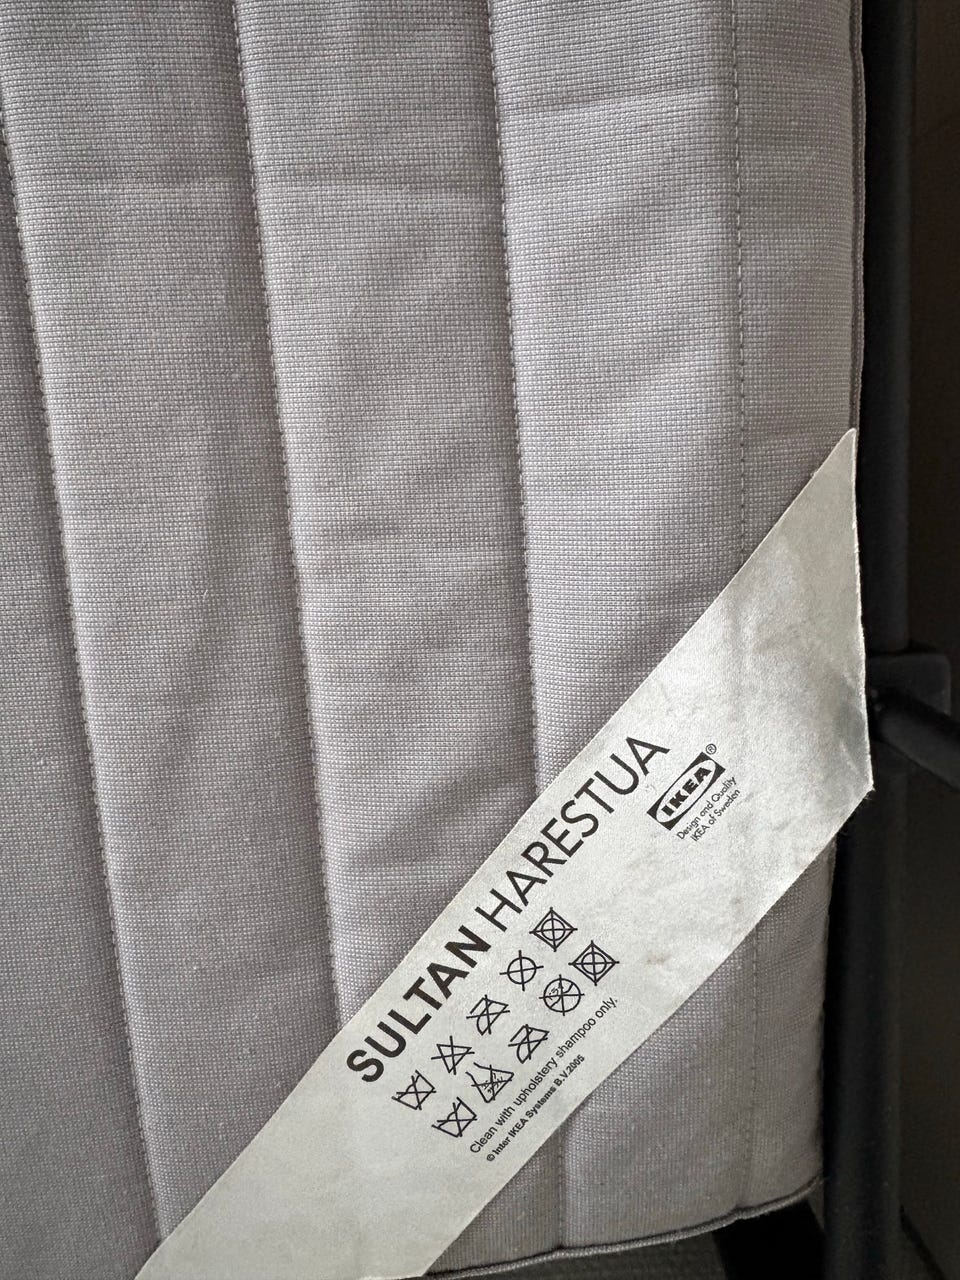 SULTAN HARESTUA
IKEA®
Design and Quality
IKEA of Sweden
Clean with upholstery shampoo only.
© Inter IKEA Systems B.V.2005